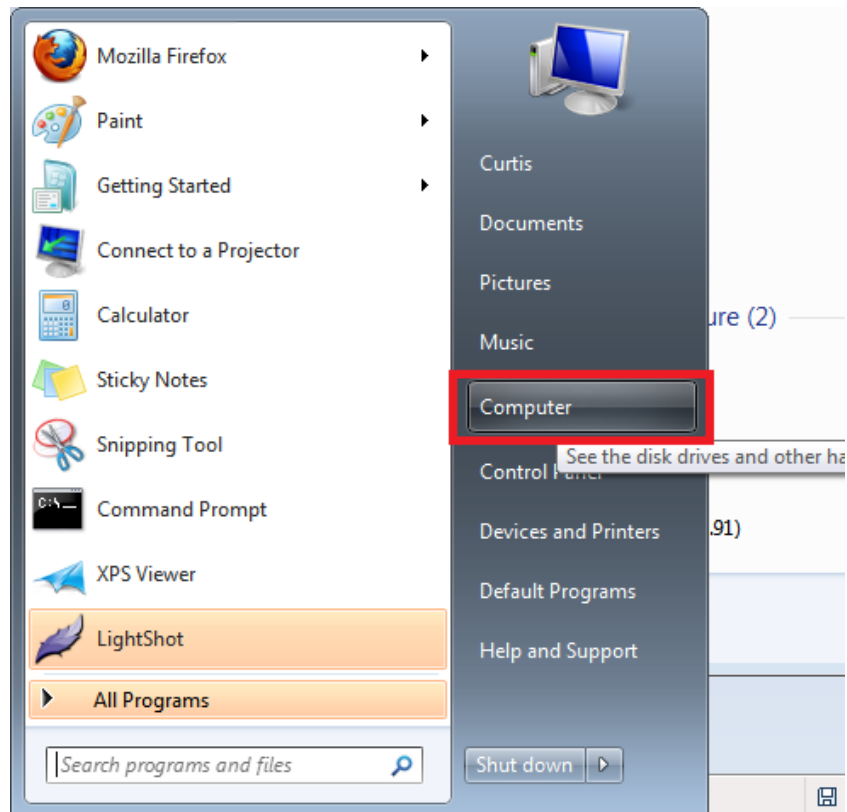 Mozilla Firefox
Paint
Getting Started
Connect to a Projector
Calculator
Sticky Notes
Snipping Tool
C:\
Command Prompt
XPS Viewer
LightShot
All Programs
Search programs and files
Curtis
Documents
Pictures
Music
Computer
See the disk drives and other ha
Control Panel
Devices and Printers
Default Programs
Help and Support
Shut down
ure (2)
.91)